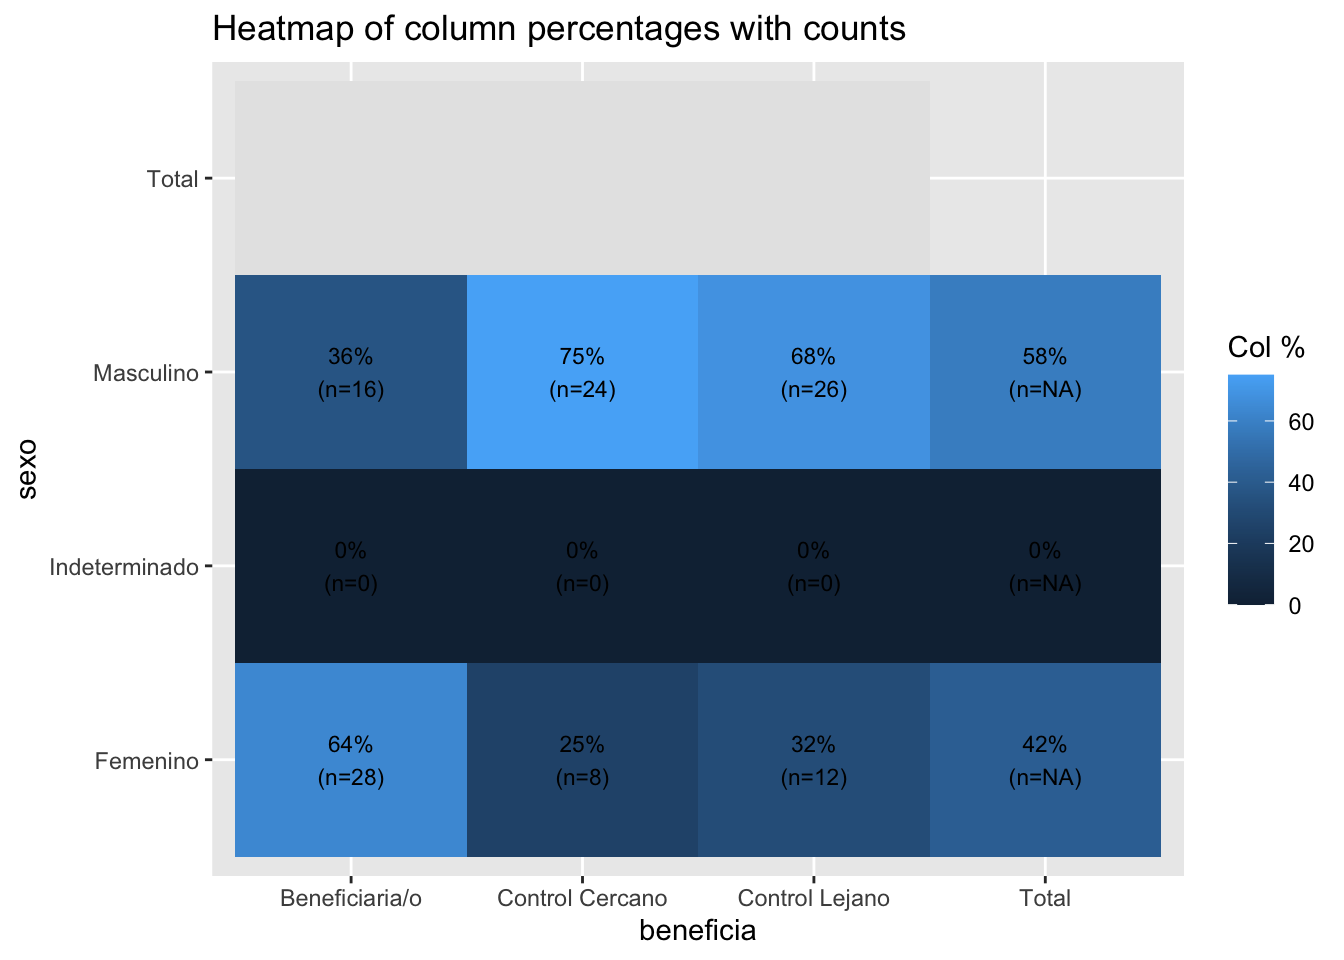 Heatmap of column percentages with counts
Total
Masculino
Indeterminado
Femenino
sexo
36%
(n=16)
75%
(n=24)
68%
(n=26)
58%
(n=NA)
0%
(n=0)
0%
(n=0)
0%
(n=0)
0%
(n=NA)
64%
(n=28)
25%
(n=8)
32%
(n=12)
42%
(n=NA)
Beneficiaria/o
Control Cercano
Control Lejano
Total
beneficia
Col %
60
40
20
0